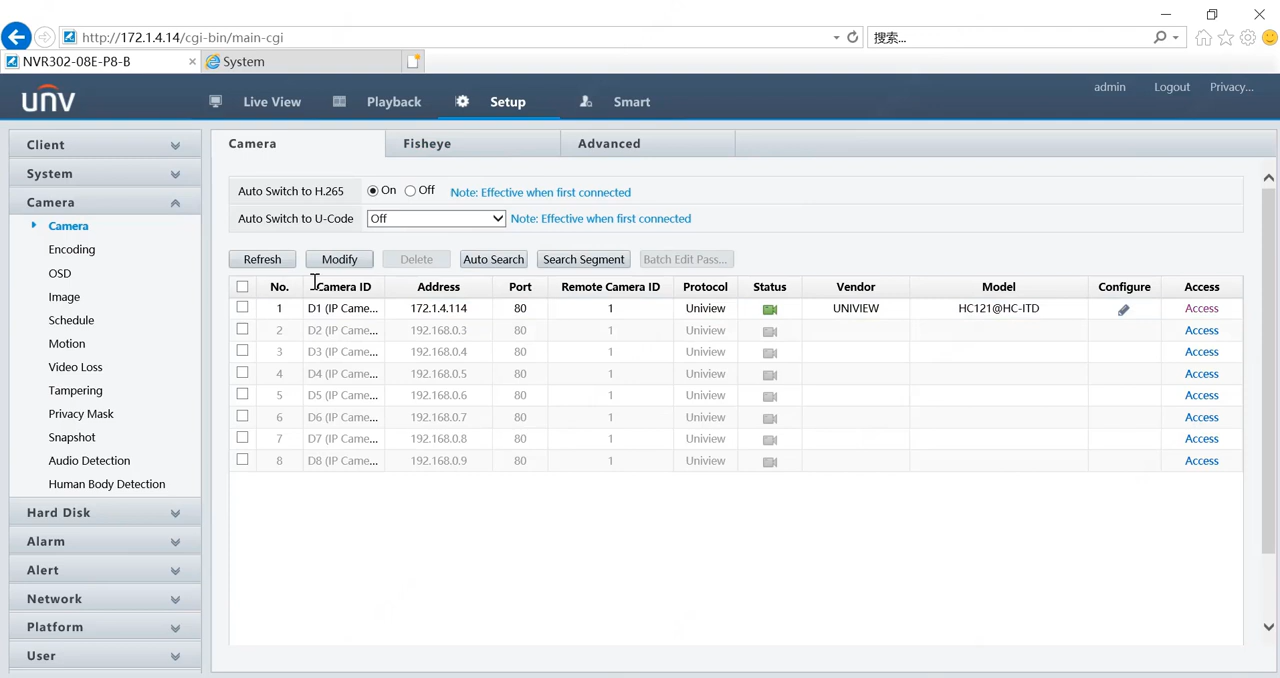 http://172.1.4.14/cgi-bin/main-cgi
搜索...
NVR302-08E-P8-B
System
unv
Live View
Playback
Setup
Smart
admin
Logout
Privacy...
Client
System
Camera
Camera
Encoding
OSD
Image
Schedule
Motion
Video Loss
Tampering
Privacy Mask
Snapshot
Audio Detection
Human Body Detection
Hard Disk
Alarm
Alert
Network
Platform
User
Camera Fisheye Advanced
Auto Switch to H.265 On Off Note: Effective when first connected
Auto Switch to U-Code Off Note: Effective when first connected
Refresh Modify Delete Auto Search Search Segment Batch Edit Pass...
No. Camera ID Address Port Remote Camera ID Protocol Status Vendor Model Configure Access
1 D1 (IP Came... 172.1.4.114 80 1 Uniview UNIVIEW HC121@HC-ITD Access
2 D2 (IP Came... 192.168.0.3 80 1 Uniview Access
3 D3 (IP Came... 192.168.0.4 80 1 Uniview Access
4 D4 (IP Came... 192.168.0.5 80 1 Uniview Access
5 D5 (IP Came... 192.168.0.6 80 1 Uniview Access
6 D6 (IP Came... 192.168.0.7 80 1 Uniview Access
7 D7 (IP Came... 192.168.0.8 80 1 Uniview Access
8 D8 (IP Came... 192.168.0.9 80 1 Uniview Access